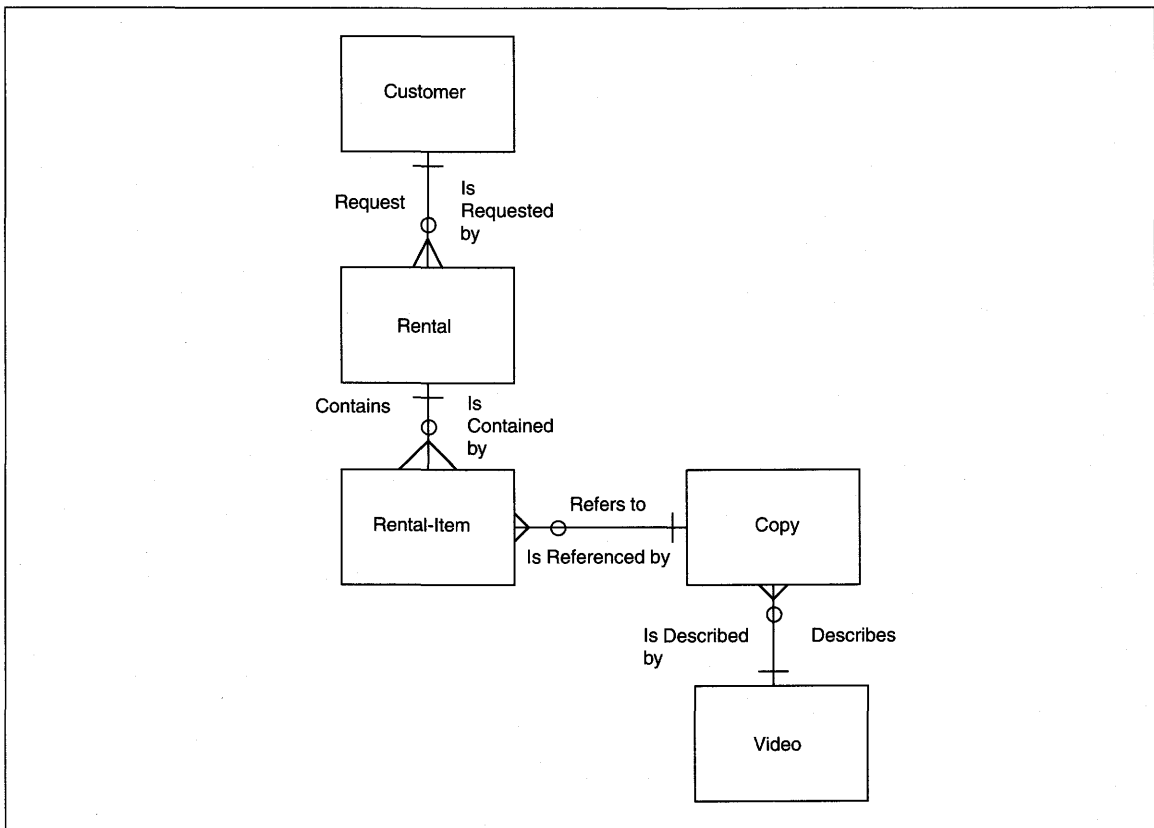 Customer
Request
Is
Requested
by
Rental
Contains
Is
Contained
by
Rental-Item
Refers to
Is Referenced by
Copy
Is Described
by
Describes
Video